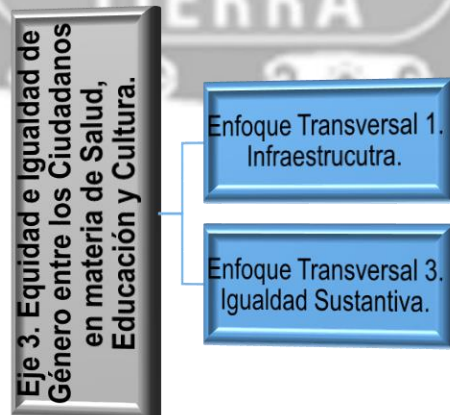 Eje 3. Equidad e Igualdad de
Género entre los Ciudadanos
en materia de Salud,
Educación y Cultura.
Enfoque Transversal 1.
Infraestrucutra.
Enfoque Transversal 3.
Igualdad Sustantiva.